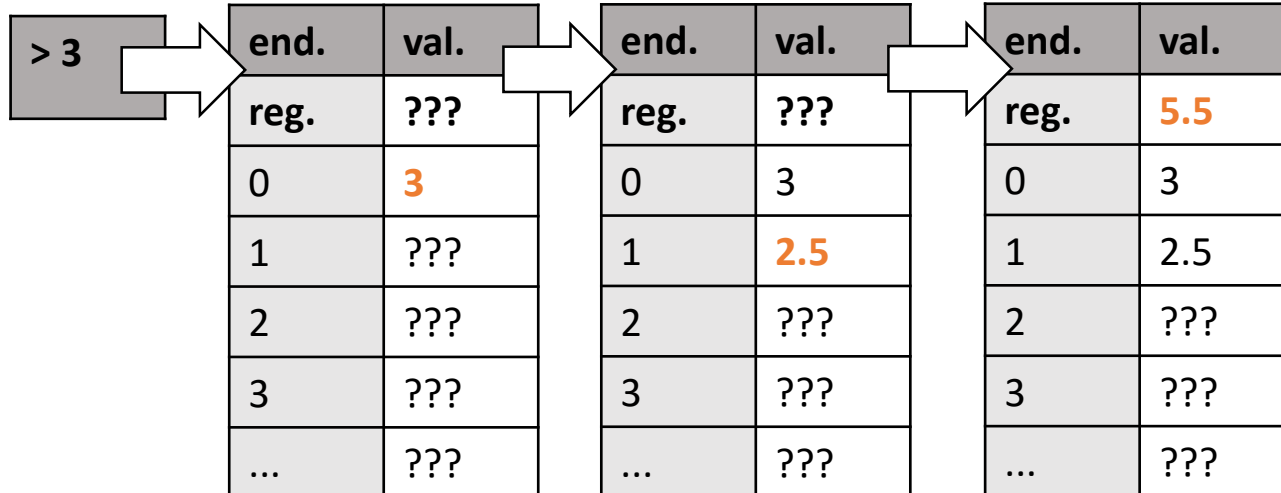 > 3
end. val.
reg. ???
0 3
1 ???
2 ???
3 ???
... ???
end. val.
reg. ???
0 3
1 2.5
2 ???
3 ???
... ???
end. val.
reg. 5.5
0 3
1 2.5
2 ???
3 ???
... ???